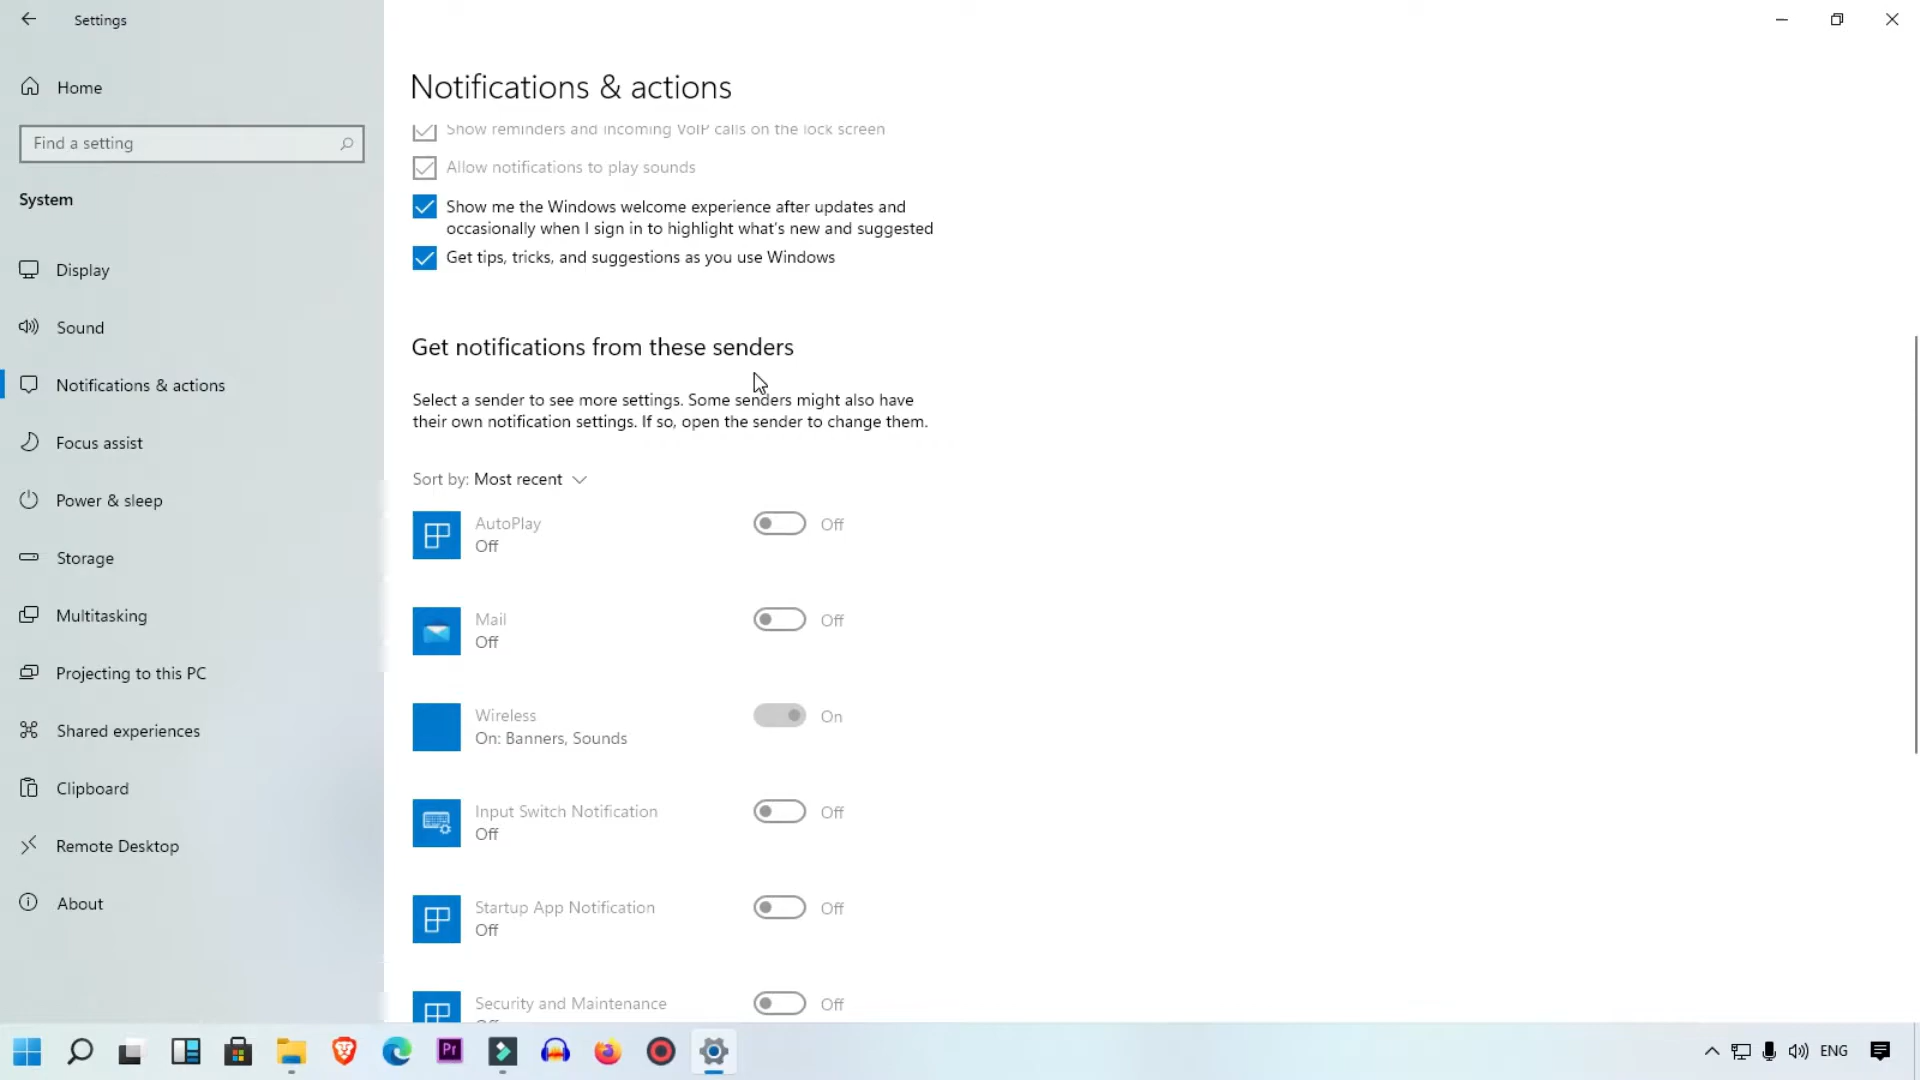 Settings
Home
Find a setting
System
Display
Sound
Notifications & actions
Focus assist
Power & sleep
Storage
Multitasking
Projecting to this PC
Shared experiences
Clipboard
Remote Desktop
About
Notifications & actions
Show reminders and incoming VoIP calls on the lock screen
Allow notifications to play sounds
Show me the Windows welcome experience after updates and
occasionally when I sign in to highlight what's new and suggested
Get tips, tricks, and suggestions as you use Windows
Get notifications from these senders
Select a sender to see more settings. Some senders might also have
their own notification settings. If so, open the sender to change them.
Sort by: Most recent
AutoPlay
Off
Off
Mail
Off
Off
Wireless
On: Banners, Sounds
On
Input Switch Notification
Off
Off
Startup App Notification
Off
Off
Security and Maintenance
Off
Pr
ENG